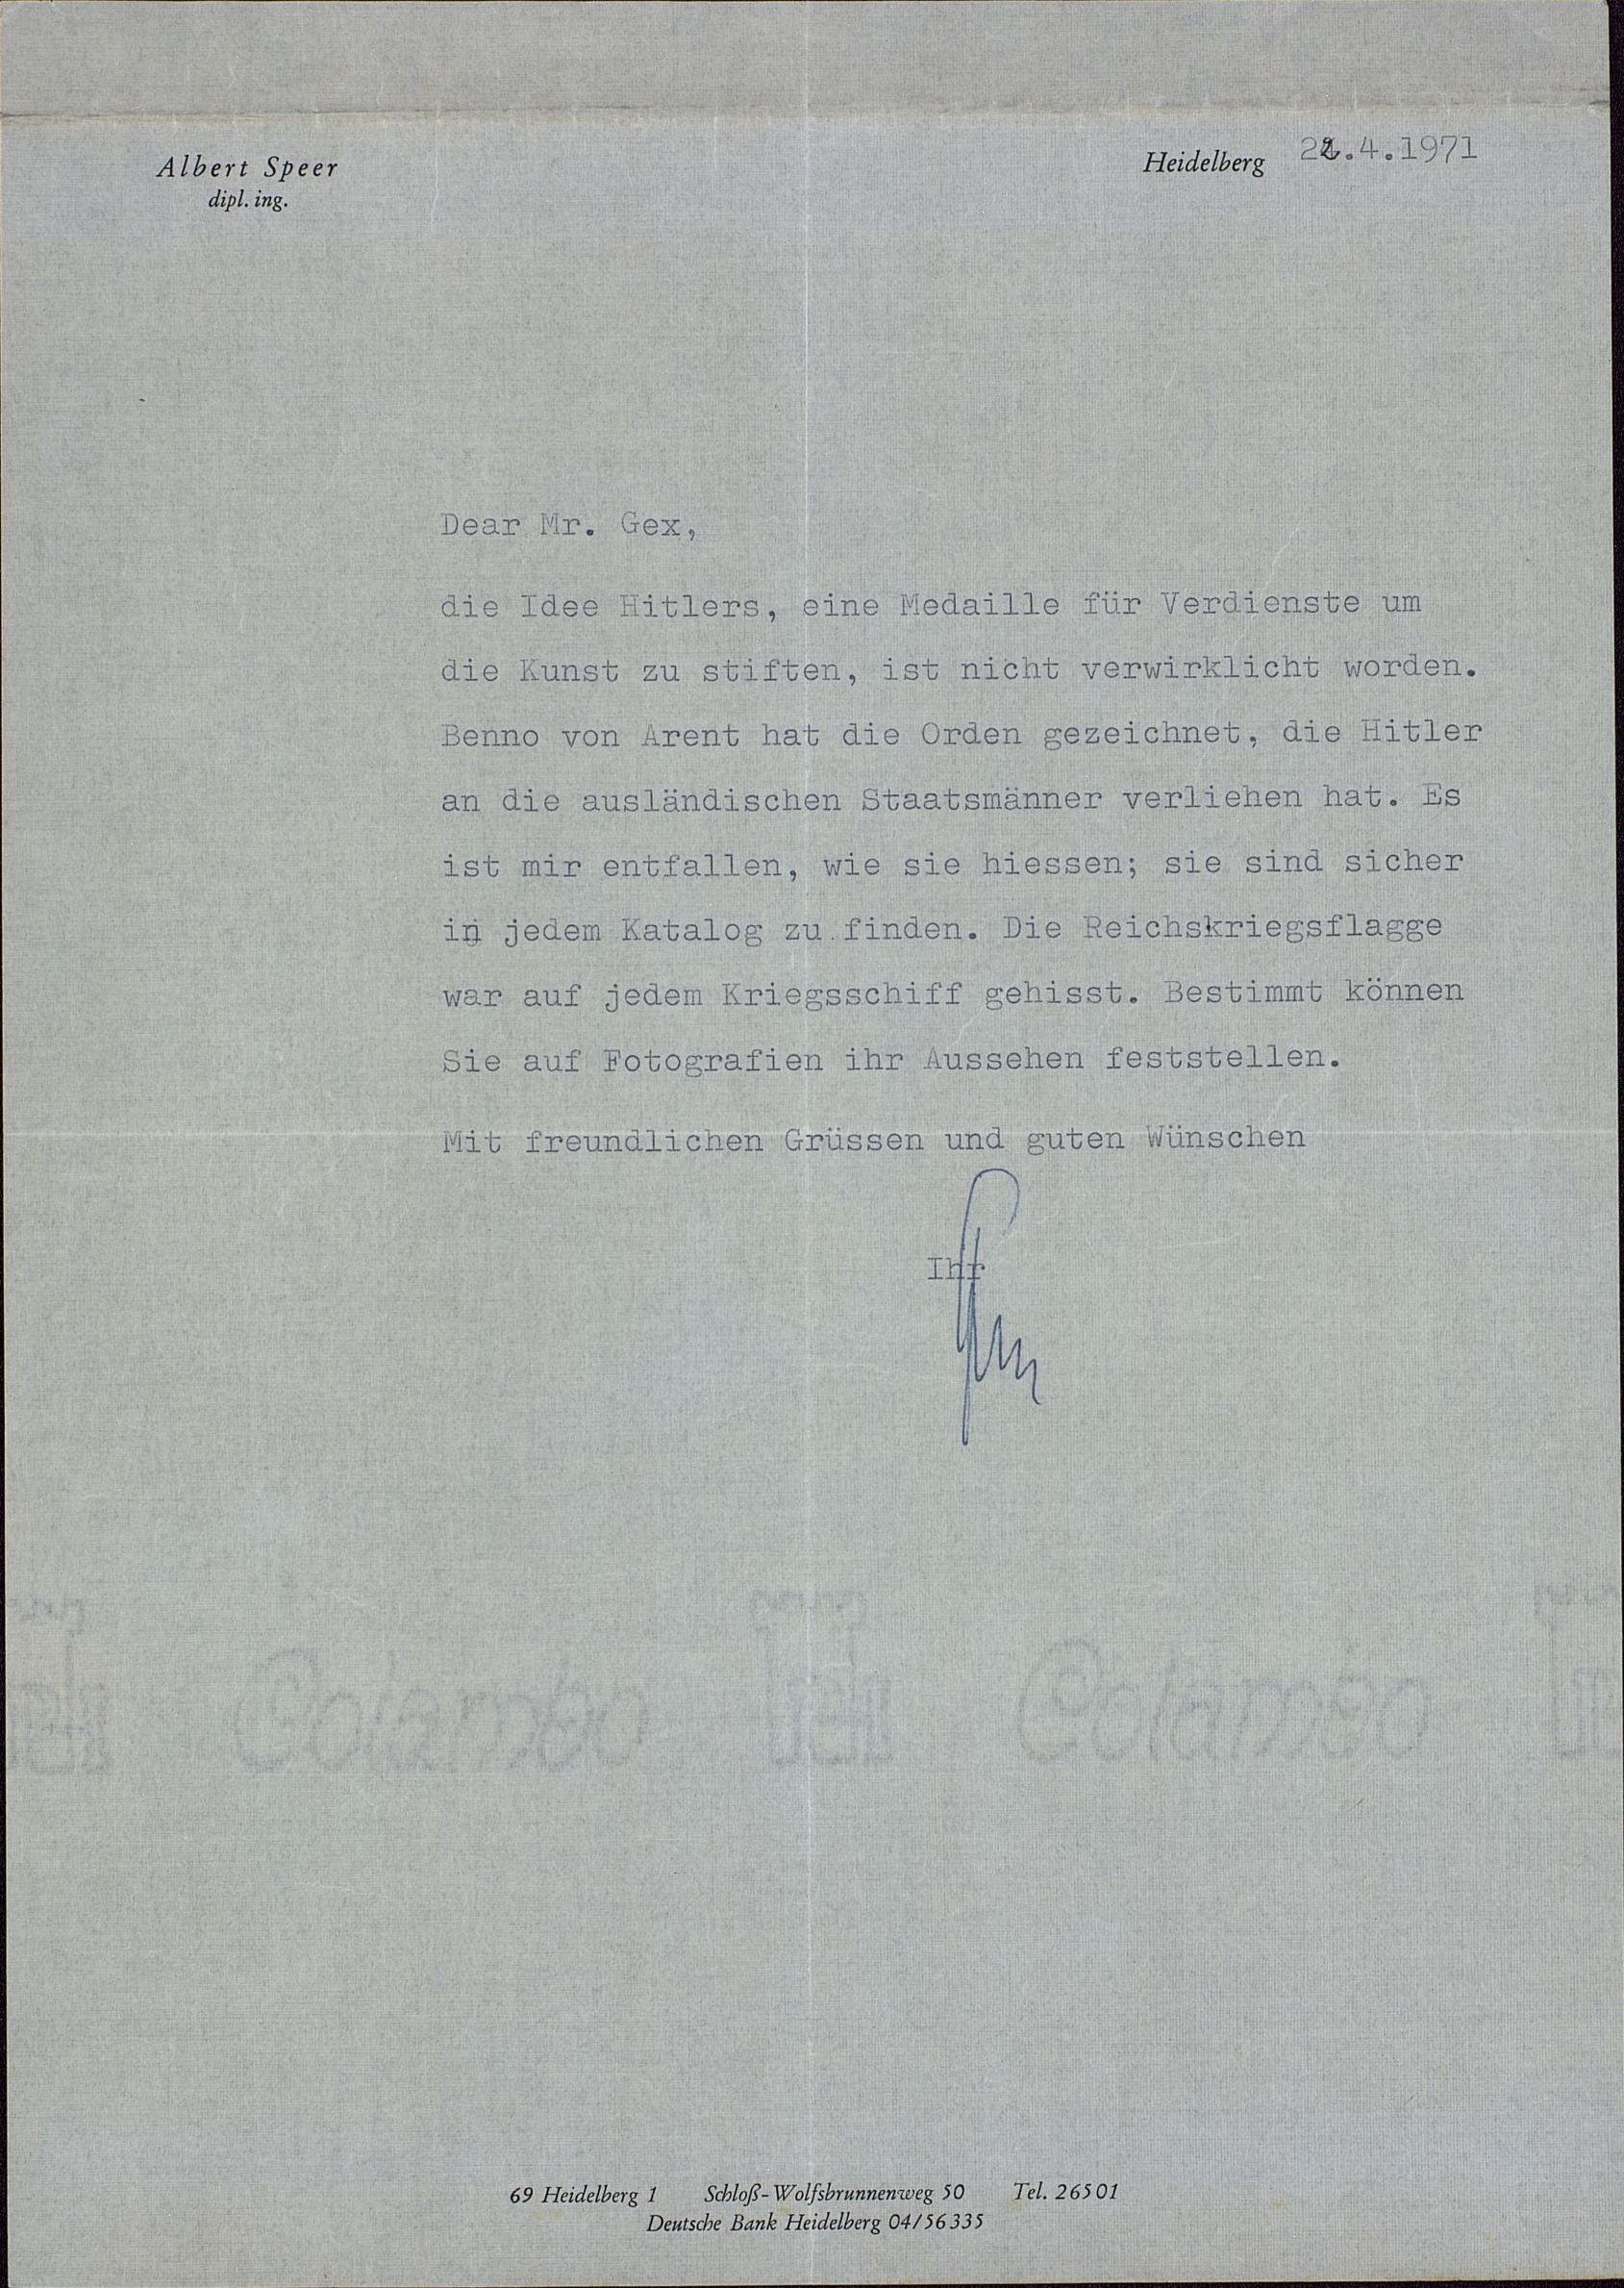 Albert Speer
dipl. ing.
Heidelberg 22.4.1971
Dear Mr. Gex,
die Idee Hitlers, eine Medaille für Verdienste um
die Kunst zu stiften, ist nicht verwirklicht worden.
Benno von Arent hat die Orden gezeichnet, die Hitler
an die ausländischen Staatsmänner verliehen hat. Es
ist mir entfallen, wie sie hiessen; sie sind sicher
in jedem Katalog zu finden. Die Reichskriegsflagge
war auf jedem Kriegsschiff gehisst. Bestimmt können
Sie auf Fotografien ihr Aussehen feststellen.
Mit freundlichen Grüssen und guten Wünschen
Ihr
Colambo Colambo
69 Heidelberg 1 Schloß-Wolfsbrunnenweg 50 Tel. 26501
Deutsche Bank Heidelberg 04/56335